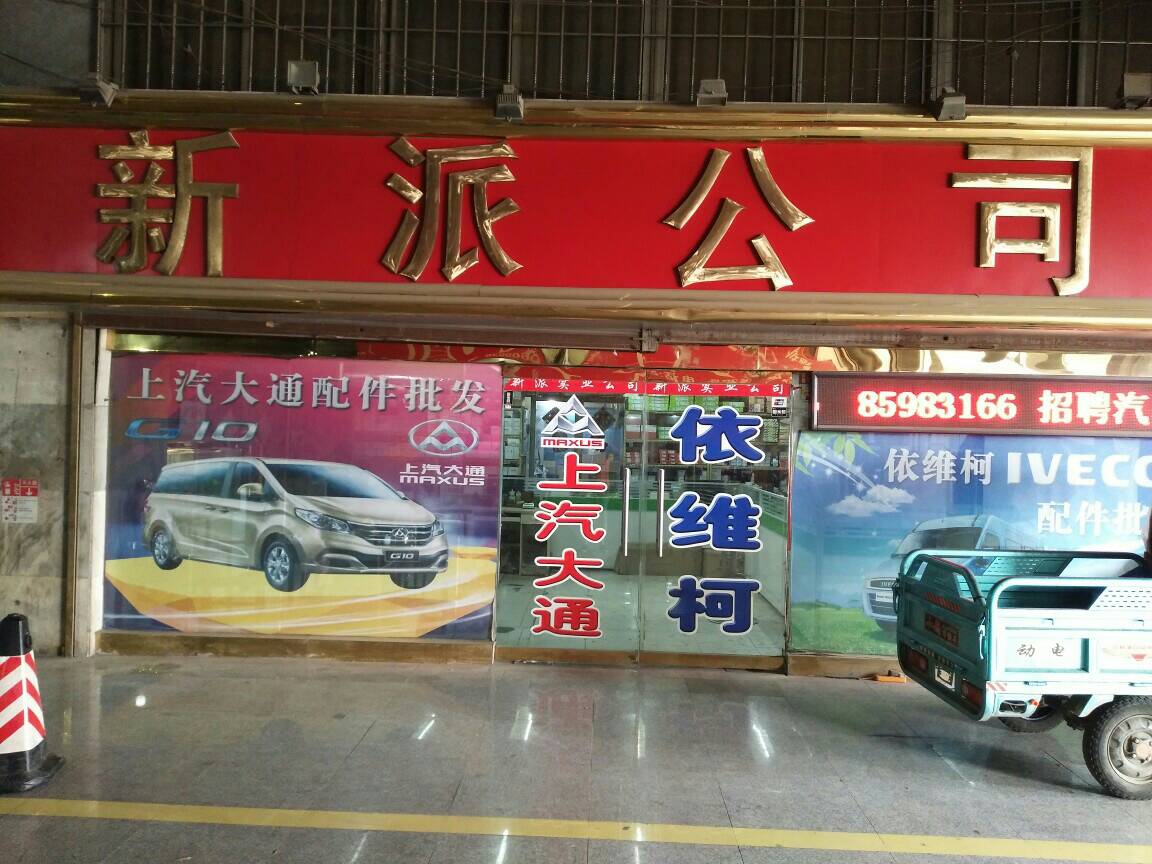 新派公司
新派实业公司 新派实业公司
上汽大通配件批发
G10
上汽大通
MAXUS
G10
MAXUS
上汽大通
依维柯
85983166 招聘汽
依维柯 IVECO
配件批
动电